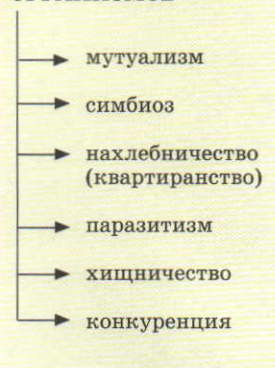 мутуализм
симбиоз
нахлебничество
(квартиранство)
паразитизм
хищничество
конкуренция